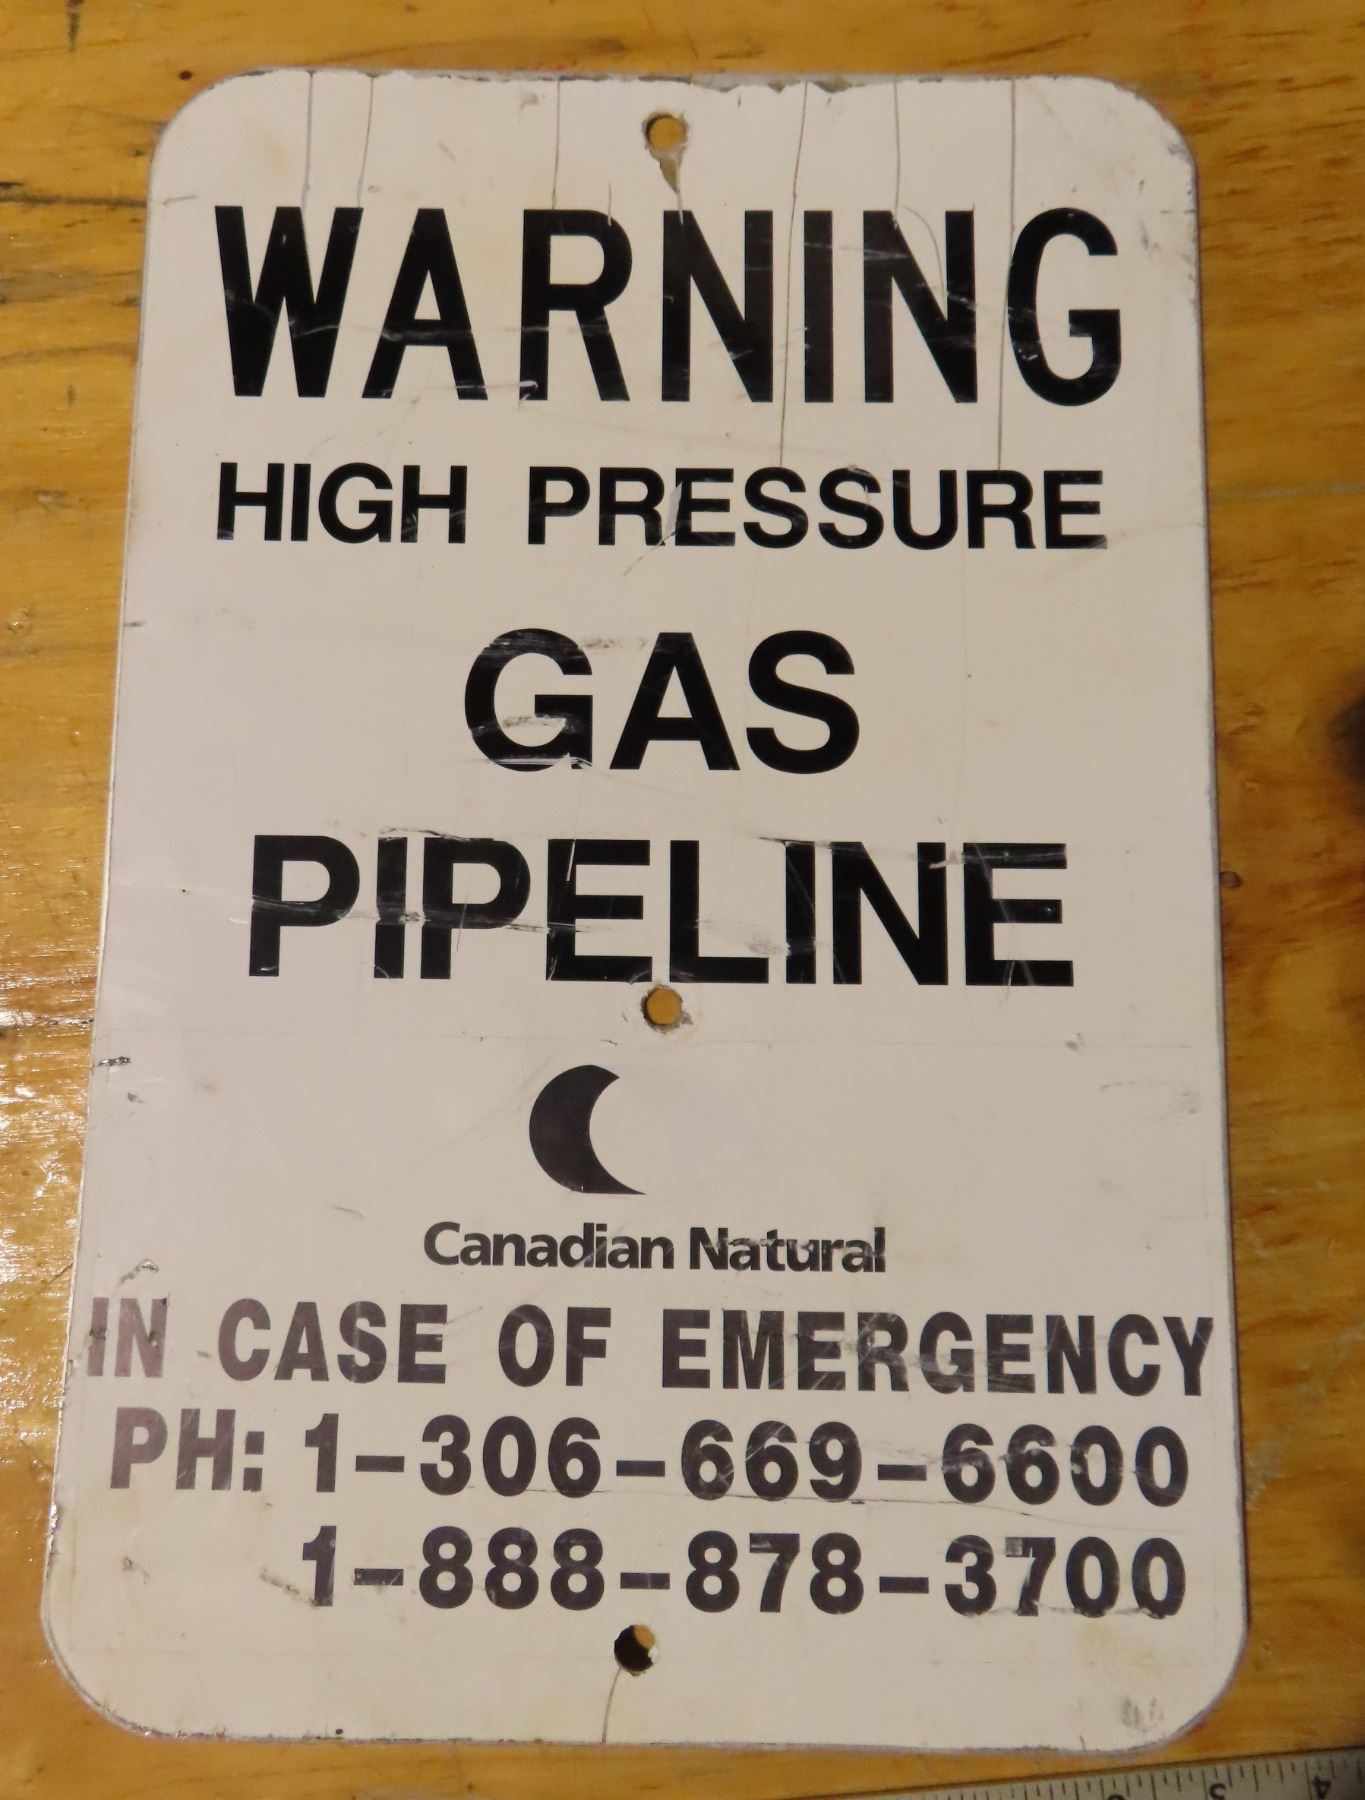 WARNING
HIGH PRESSURE
GAS
PIPELINE
Canadian Natural
IN CASE OF EMERGENCY
PH: 1-306-669-6600
1-888-878-3700